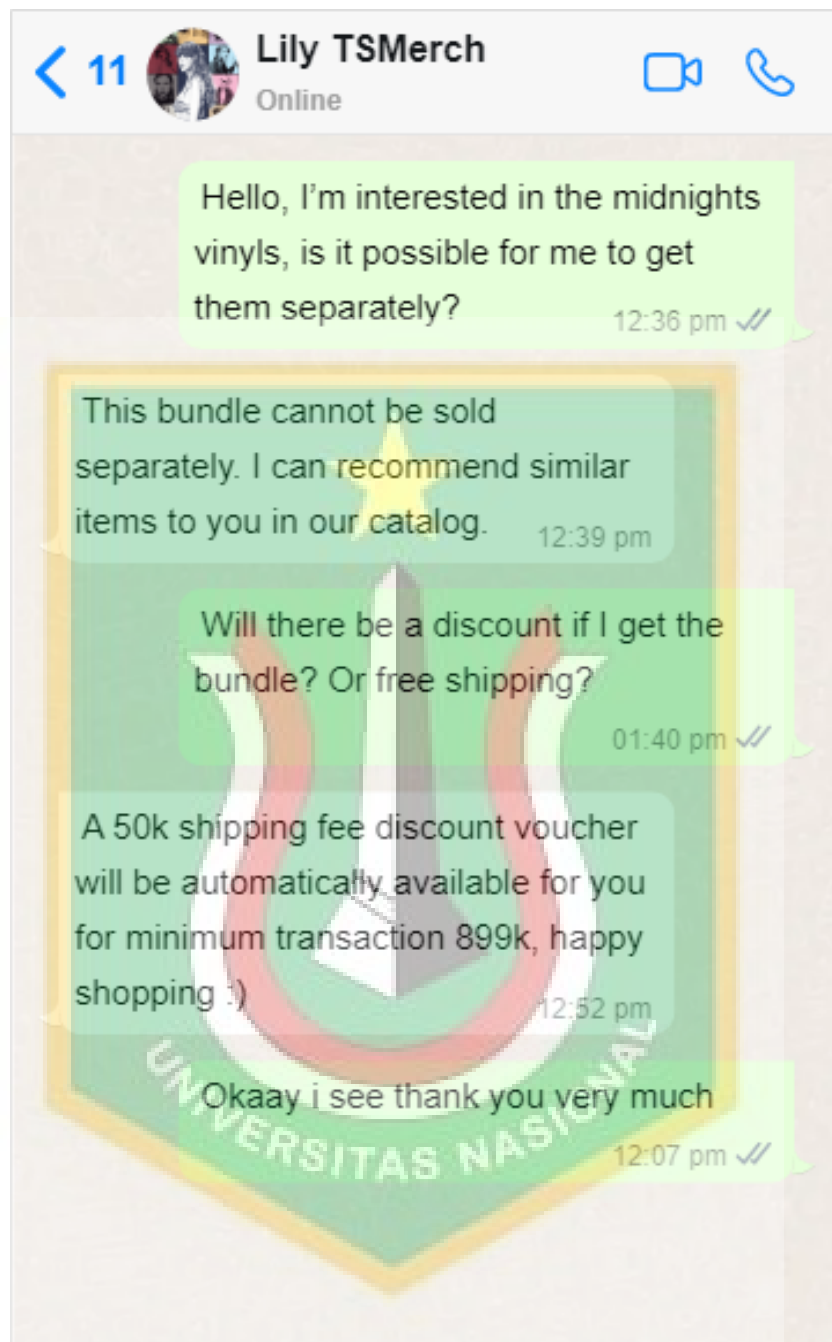 11
Lily TSMerch
Online
Hello, I'm interested in the midnights
vinyls, is it possible for me to get
them separately?
12:36 pm
This bundle cannot be sold
separately. I can recommend similar
items to you in our catalog.
12:39 pm
Will there be a discount if I get the
bundle? Or free shipping?
01:40 pm
A 50k shipping fee discount voucher
will be automatically available for you
for minimum transaction 899k, happy
shopping :)
12:52 pm
Okaay i see thank you very much
12:07 pm
UNIVERSITAS NASIONAL